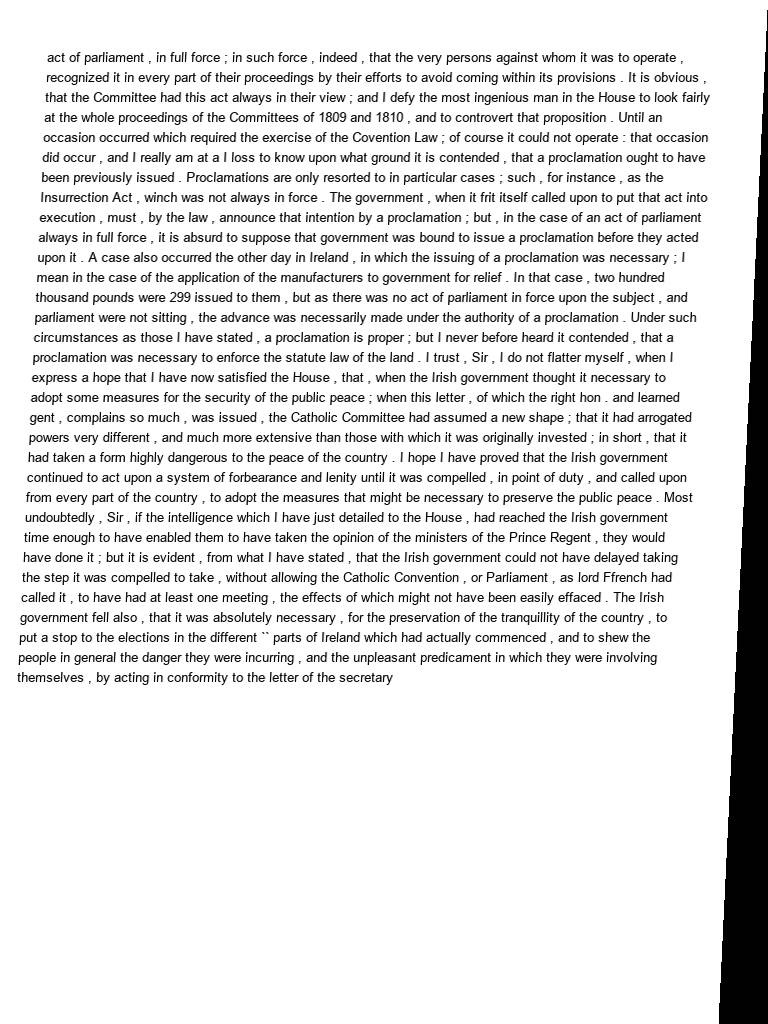 act of parliament , in full force ; in such force , indeed , that the very persons against whom it was to operate ,
recognized it in every part of their proceedings by their efforts to avoid coming within its provisions . It is obvious ,
that the Committee had this act always in their view ; and I defy the most ingenious man in the House to look fairly
at the whole proceedings of the Committees of 1809 and 1810 , and to controvert that proposition . Until an
occasion occurred which required the exercise of the Covention Law ; of course it could not operate : that occasion
did occur , and I really am at a I loss to know upon what ground it is contended , that a proclamation ought to have
been previously issued . Proclamations are only resorted to in particular cases ; such , for instance , as the
Insurrection Act , winch was not always in force . The government , when it frit itself called upon to put that act into
execution , must , by the law , announce that intention by a proclamation ; but , in the case of an act of parliament
always in full force , it is absurd to suppose that government was bound to issue a proclamation before they acted
upon it . A case also occurred the other day in Ireland , in which the issuing of a proclamation was necessary ; I
mean in the case of the application of the manufacturers to government for relief . In that case , two hundred
thousand pounds were 299 issued to them , but as there was no act of parliament in force upon the subject , and
parliament were not sitting , the advance was necessarily made under the authority of a proclamation . Under such
circumstances as those I have stated , a proclamation is proper ; but I never before heard it contended , that a
proclamation was necessary to enforce the statute law of the land . I trust , Sir , I do not flatter myself , when I
express a hope that I have now satisfied the House , that , when the Irish government thought it necessary to
adopt some measures for the security of the public peace ; when this letter , of which the right hon . and learned
gent , complains so much , was issued , the Catholic Committee had assumed a new shape ; that it had arrogated
powers very different , and much more extensive than those with which it was originally invested ; in short , that it
had taken a form highly dangerous to the peace of the country . I hope I have proved that the Irish government
continued to act upon a system of forbearance and lenity until it was compelled , in point of duty , and called upon
from every part of the country , to adopt the measures that might be necessary to preserve the public peace . Most
undoubtedly , Sir , if the intelligence which I have just detailed to the House , had reached the Irish government
time enough to have enabled them to have taken the opinion of the ministers of the Prince Regent , they would
have done it ; but it is evident , from what I have stated , that the Irish government could not have delayed taking
the step it was compelled to take , without allowing the Catholic Convention , or Parliament , as lord Ffrench had
called it , to have had at least one meeting , the effects of which might not have been easily effaced . The Irish
government fell also , that it was absolutely necessary , for the preservation of the tranquillity of the country , to
put a stop to the elections in the different `` parts of Ireland which had actually commenced , and to shew the
people in general the danger they were incurring , and the unpleasant predicament in which they were involving
themselves , by acting in conformity to the letter of the secretary